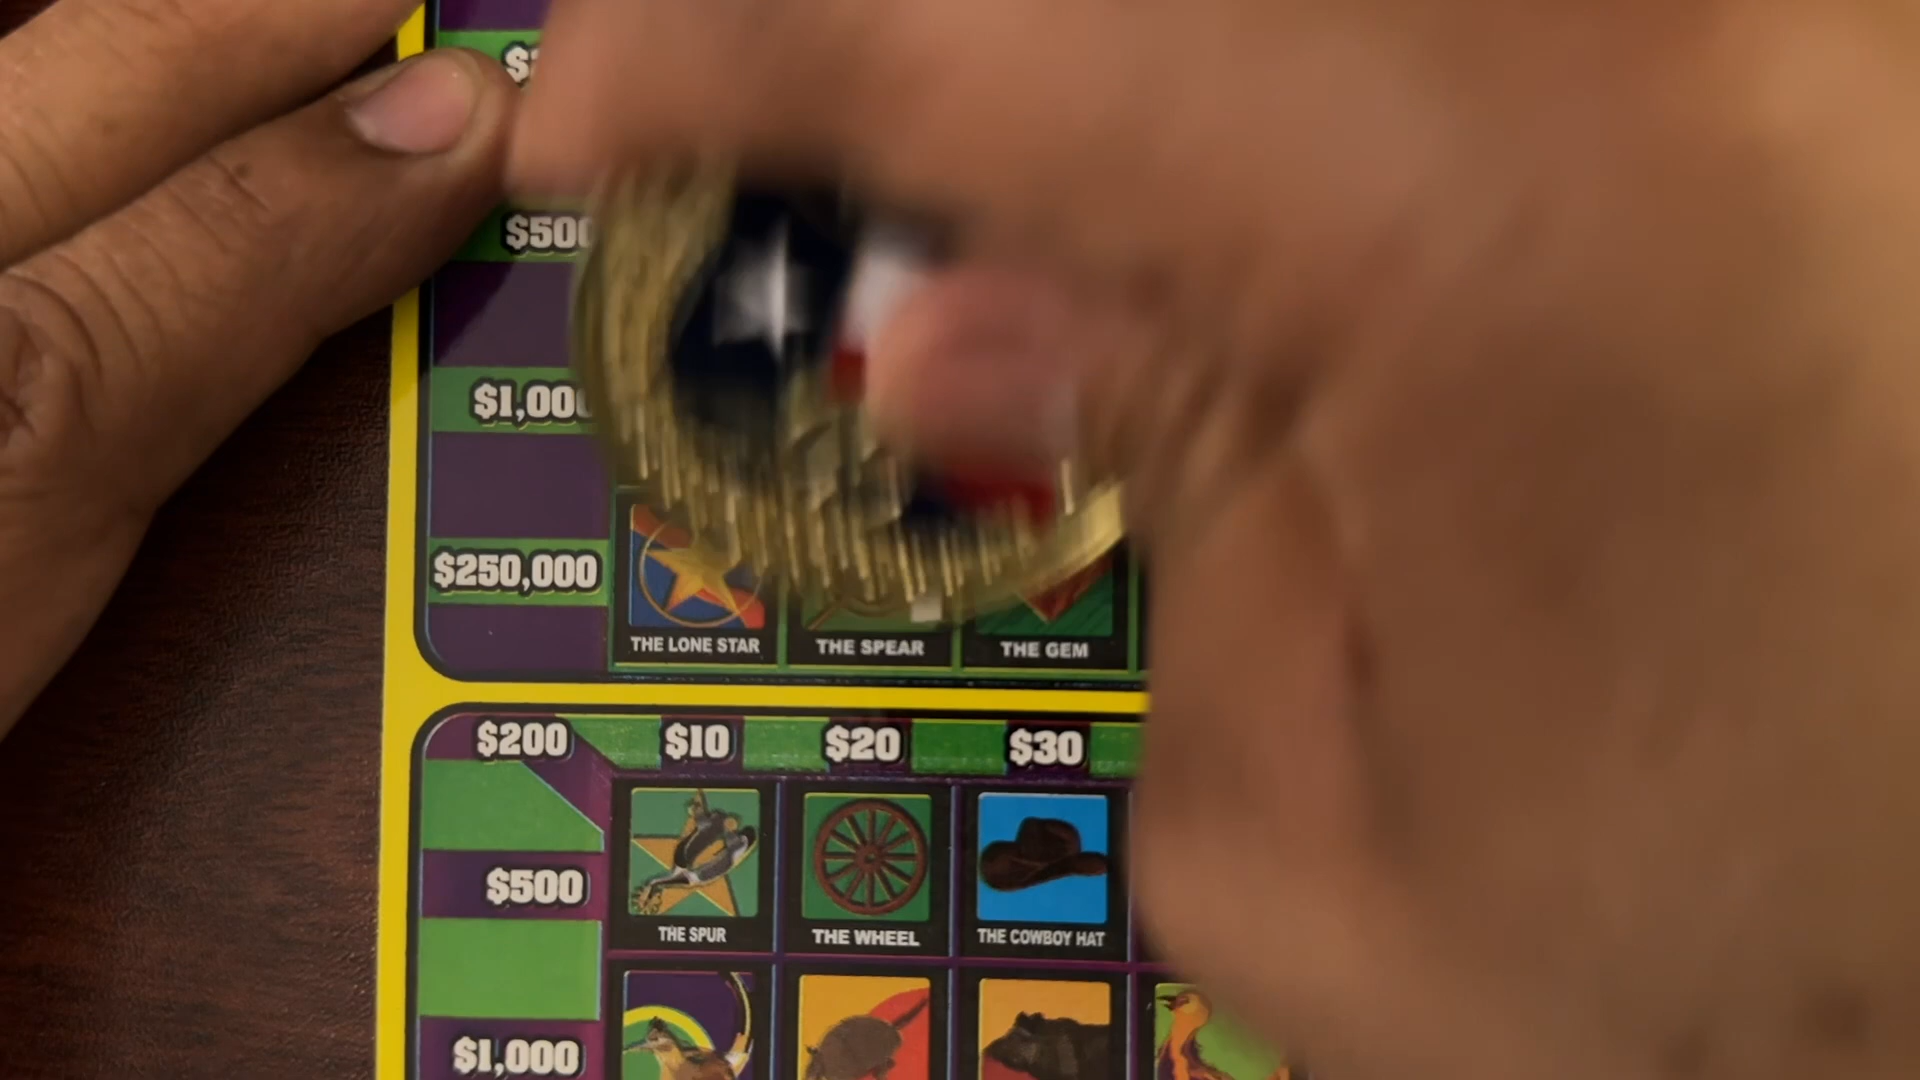 $500
$1,000
$250,000
THE LONE STAR THE SPEAR THE GEM
$200 $10 $20 $30
$500
THE SPUR THE WHEEL THE COWBOY HAT
$1,000